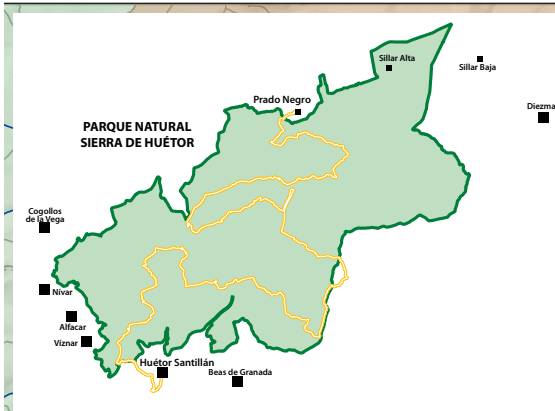 Sillar Alta
Sillar Baja
Prado Negro
Diezma
PARQUE NATURAL
SIERRA DE HUÉTOR
Cogollos
de la Vega
Nívar
Alfacar
Víznar
Huétor Santillán
Beas de Granada